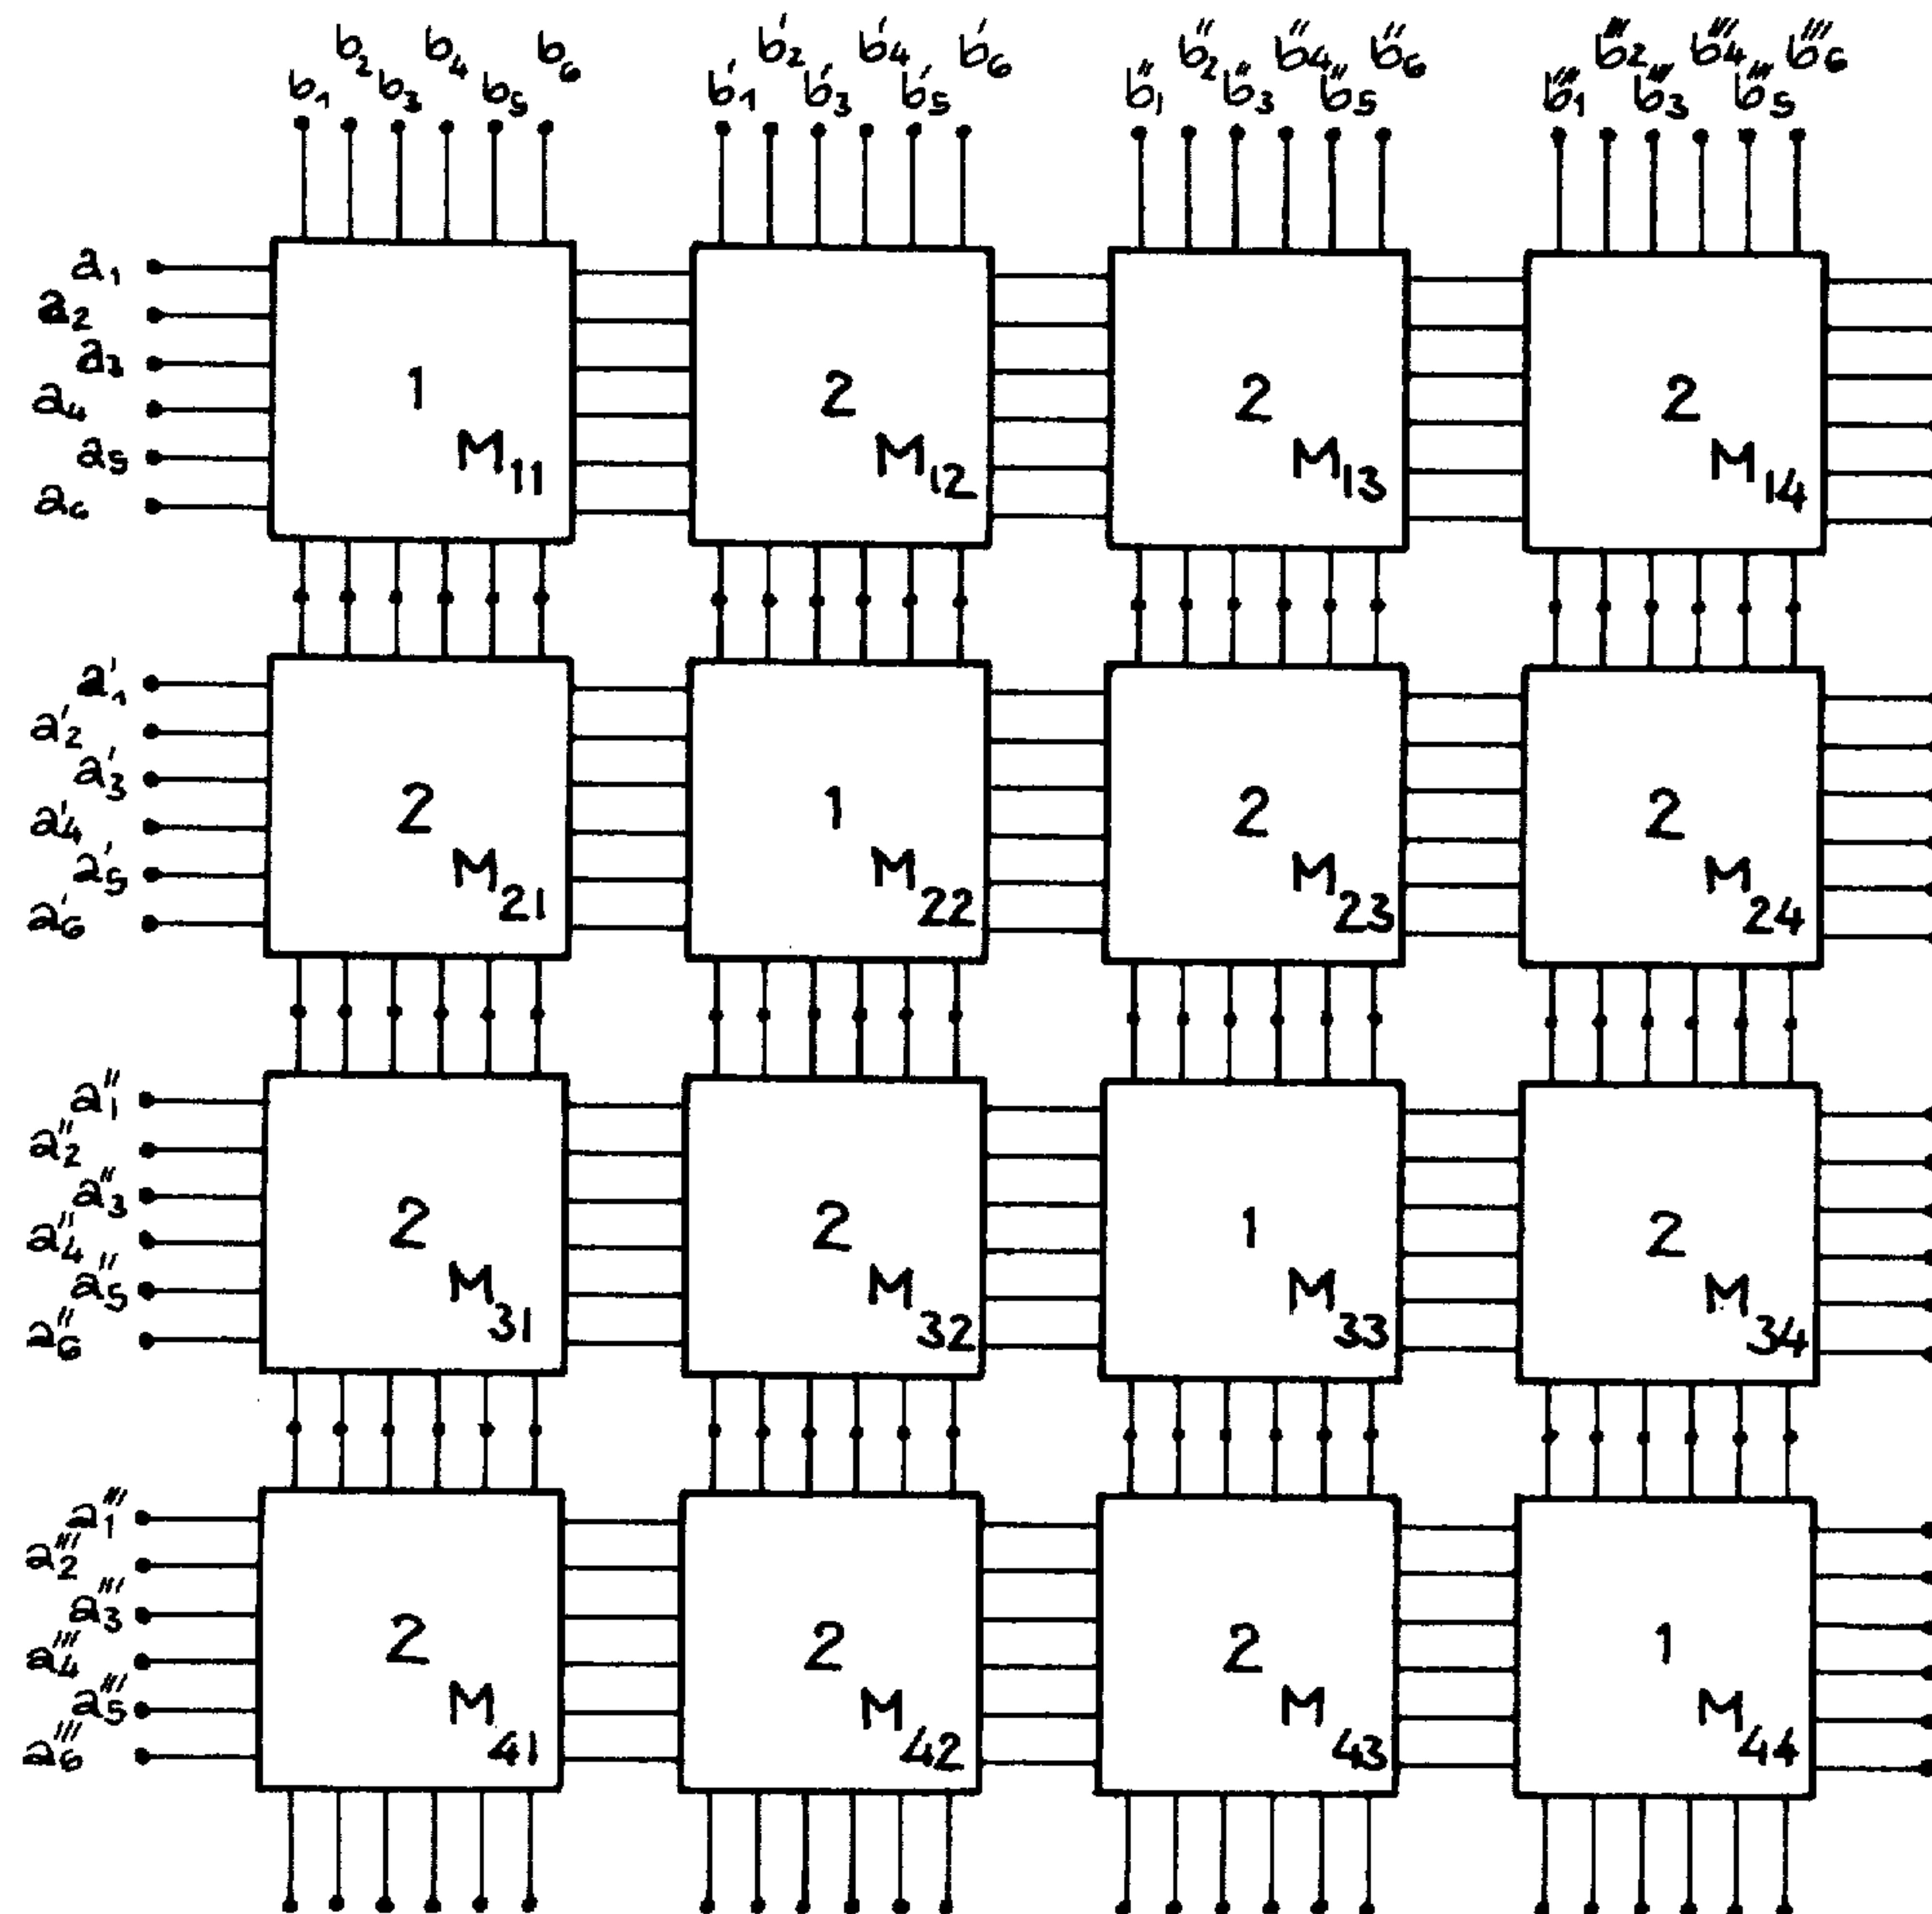 b₂ b₄ b₆ b'₂ b'₄ b'₆ b''₂ b''₄ b''₆ b'''₂ b'''₄ b'''₆
b₁ b₃ b₅ b'₁ b'₃ b'₅ b''₁ b''₃ b''₅ b'''₁ b'''₃ b'''₅
a₁
a₂
a₃
a₄ 1 2 2 2
a₅ M₁₁ M₁₂ M₁₃ M₁₄
a₆
a'₁
a'₂
a'₃
a'₄ 2 1 2 2
a'₅ M₂₁ M₂₂ M₂₃ M₂₄
a'₆
a''₁
a''₂
a''₃
a''₄ 2 2 1 2
a''₅ M₃₁ M₃₂ M₃₃ M₃₄
a''₆
a'''₁
a'''₂
a'''₃
a'''₄ 2 2 2 1
a'''₅ M₄₁ M₄₂ M₄₃ M₄₄
a'''₆